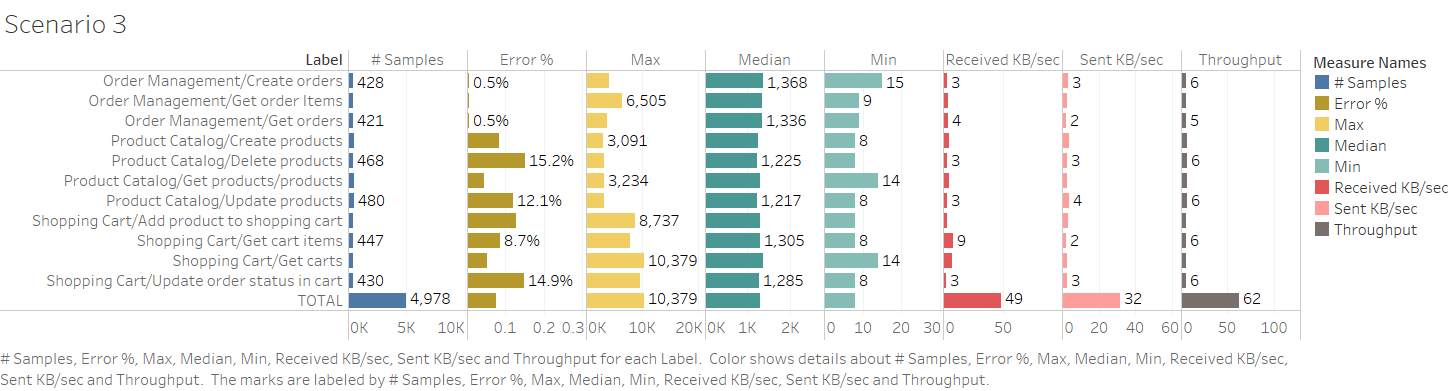 Scenario 3
Label # Samples Error % Max Median Min Received KB/sec Sent KB/sec Throughput
Order Management/Create orders 428 0.5% 1,368 15 3 3 6
Order Management/Get order Items 6,505 9
Order Management/Get orders 421 0.5% 1,336 4 2 5
Product Catalog/Create products 3,091 8
Product Catalog/Delete products 468 15.2% 1,225 3 3 6
Product Catalog/Get products/products 3,234 14
Product Catalog/Update products 480 12.1% 1,217 8 3 4 6
Shopping Cart/Add product to shopping cart 8,737
Shopping Cart/Get cart items 447 8.7% 1,305 8 9 2 6
Shopping Cart/Get carts 10,379 14
Shopping Cart/Update order status in cart 430 14.9% 1,285 8 3 3 6
TOTAL 4,978 10,379 49 32 62
0K 5K 10K 0.1 0.2 0.3 0K 10K 20K 0K 1K 2K 0 10 20 30 0 50 0 20 40 60 0 50 100
Measure Names
# Samples
Error %
Max
Median
Min
Received KB/sec
Sent KB/sec
Throughput
# Samples, Error %, Max, Median, Min, Received KB/sec, Sent KB/sec and Throughput for each Label. Color shows details about # Samples, Error %, Max, Median, Min, Received KB/sec,
Sent KB/sec and Throughput. The marks are labeled by # Samples, Error %, Max, Median, Min, Received KB/sec, Sent KB/sec and Throughput.